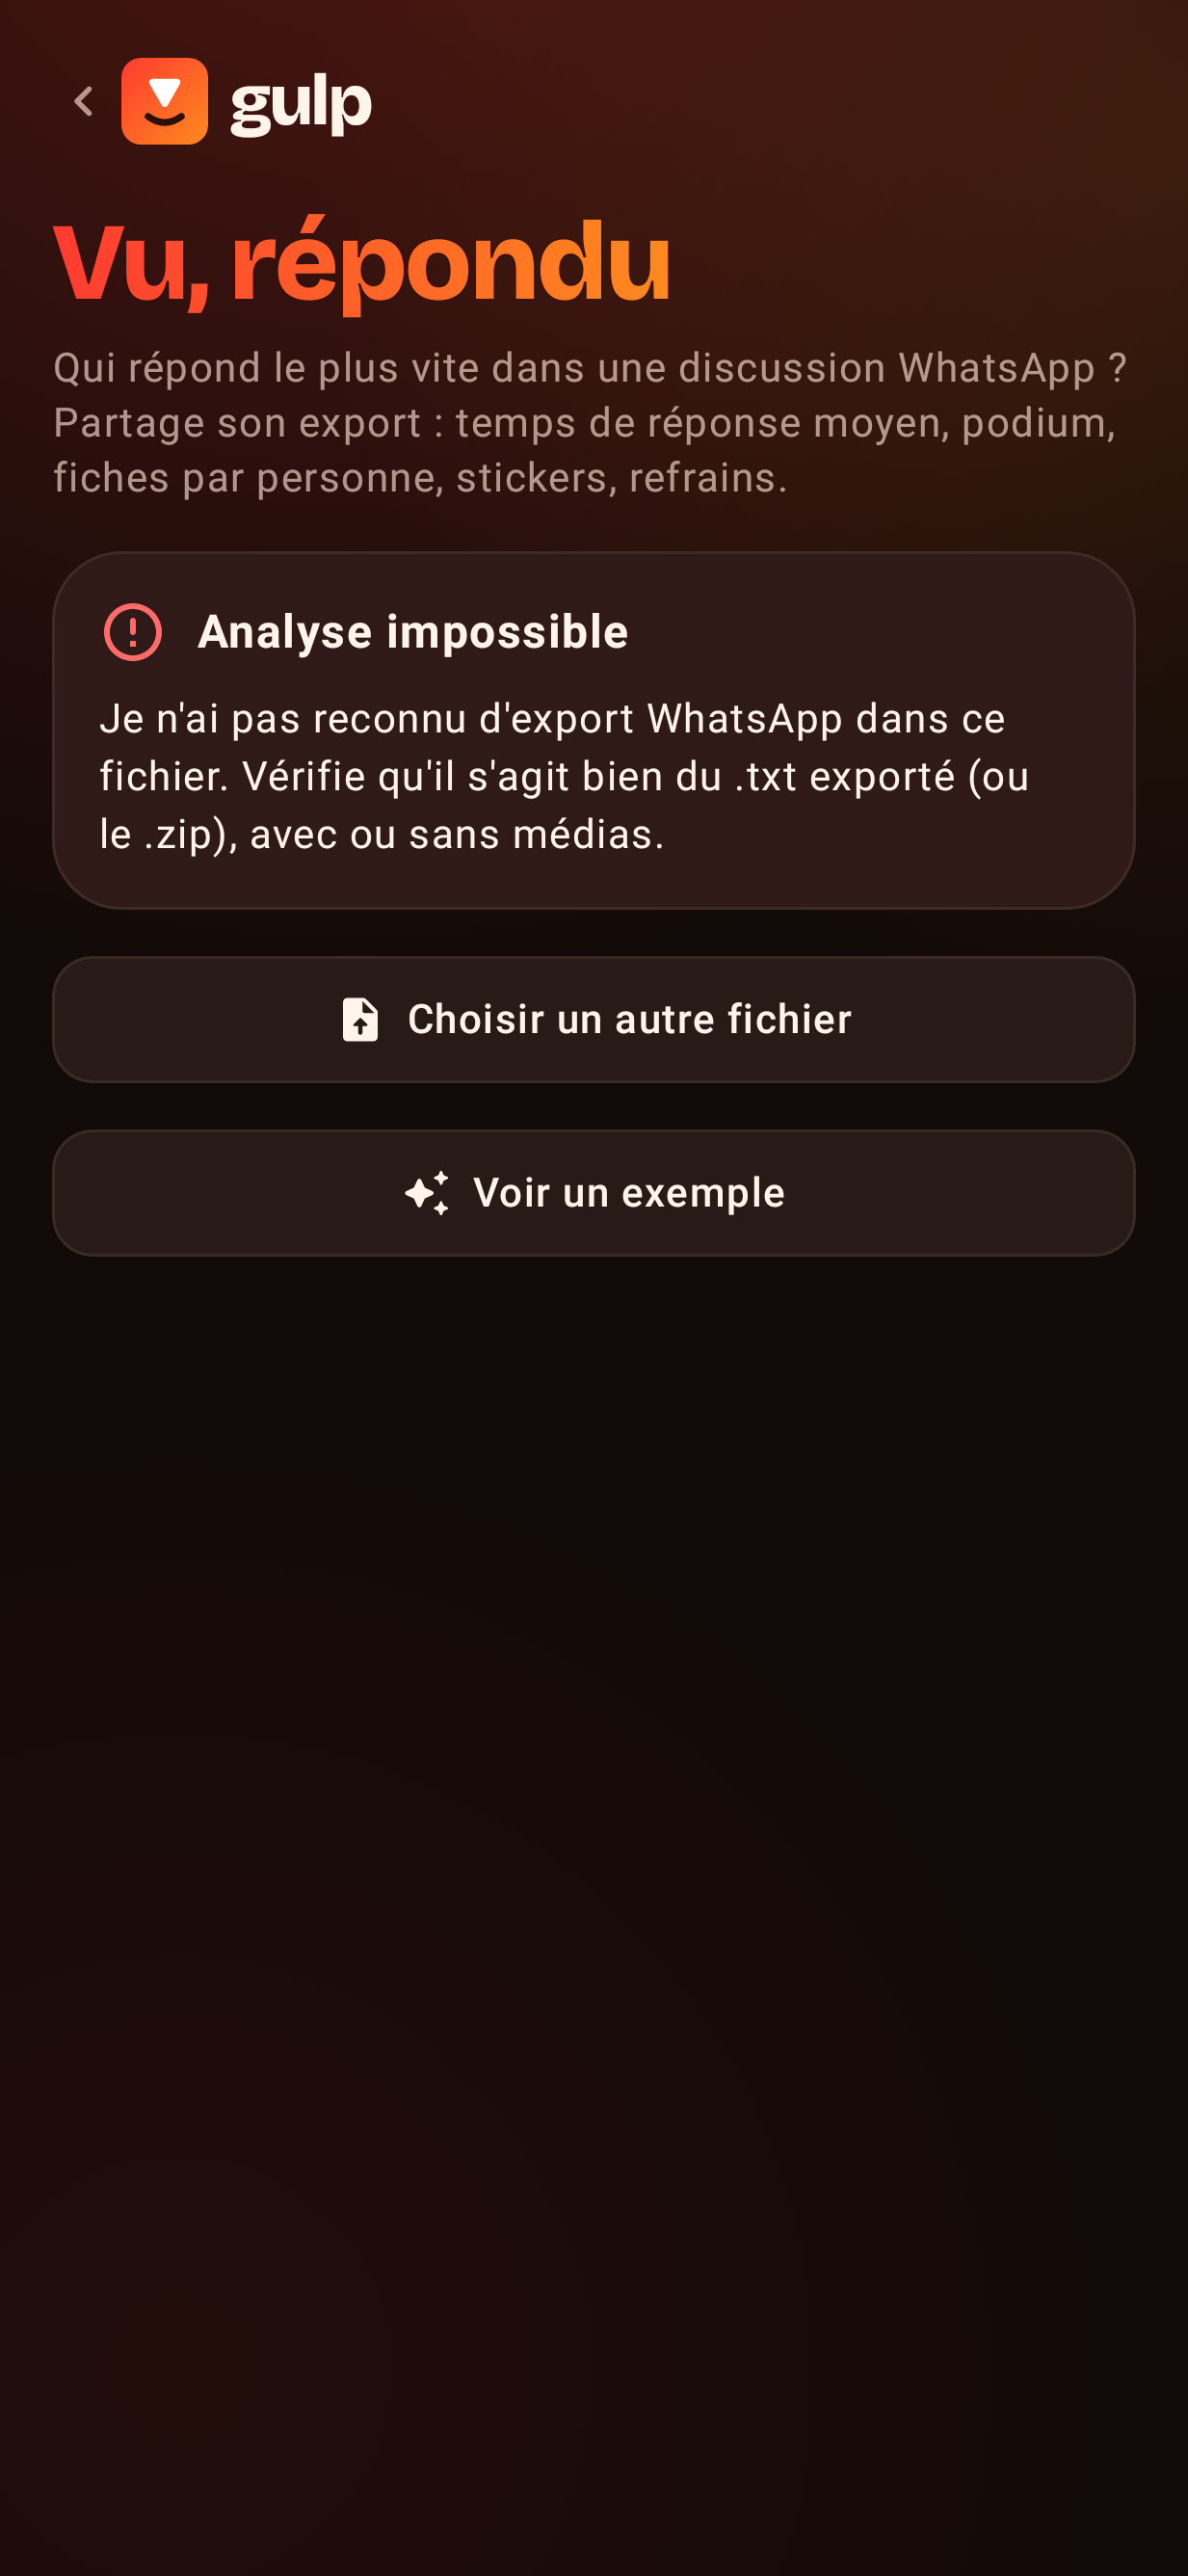 gulp
Vu, répondu
Qui répond le plus vite dans une discussion WhatsApp ?
Partage son export : temps de réponse moyen, podium,
fiches par personne, stickers, refrains.
Analyse impossible
Je n'ai pas reconnu d'export WhatsApp dans ce
fichier. Vérifie qu'il s'agit bien du .txt exporté (ou
le .zip), avec ou sans médias.
Choisir un autre fichier
Voir un exemple